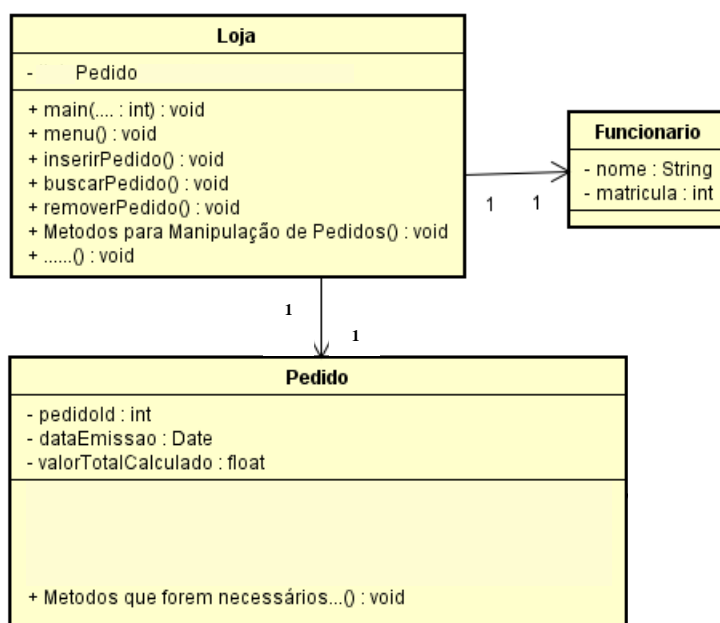 Loja
- Pedido
+ main(.... : int) : void
+ menu() : void
+ inserirPedido() : void
+ buscarPedido() : void
+ removerPedido() : void
+ Metodos para Manipulação de Pedidos() : void
+ ......() : void
Funcionario
- nome : String
- matricula : int
1 1
1
1
Pedido
- pedidoId : int
- dataEmissao : Date
- valorTotalCalculado : float
+ Metodos que forem necessários...() : void